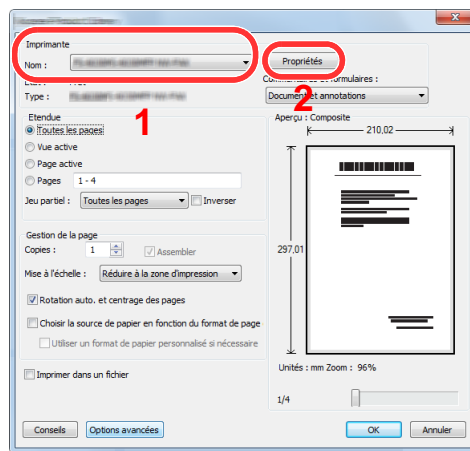 Imprimante
Nom :
Propriétés
Type :
Document et annotations
1
2
Etendue
Toutes les pages
Vue active
Page active
Pages 1 - 4
Jeu partiel : Toutes les pages Inverser
Aperçu : Composite
210,02
297,01
Gestion de la page
Copies : 1 Assembler
Mise à l'échelle : Réduire à la zone d'impression
Rotation auto. et centrage des pages
Choisir la source de papier en fonction du format de page
Utiliser un format de papier personnalisé si nécessaire
Imprimer dans un fichier
Unités : mm Zoom : 96%
1/4
Conseils Options avancées OK Annuler